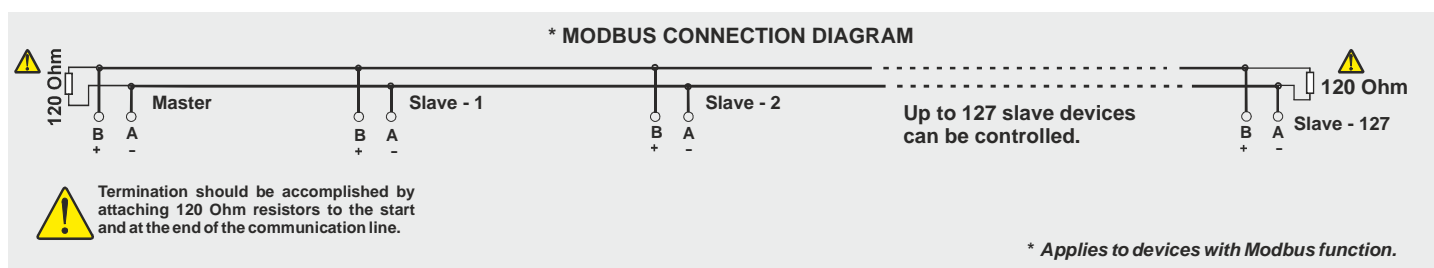 * MODBUS CONNECTION DIAGRAM
120 Ohm
120 Ohm
Master
Slave - 1
Slave - 2
Up to 127 slave devices
can be controlled.
Slave - 127
B A
+ -
B A
+ -
B A
+ -
B A
+ -
Termination should be accomplished by
attaching 120 Ohm resistors to the start
and at the end of the communication line.
* Applies to devices with Modbus function.